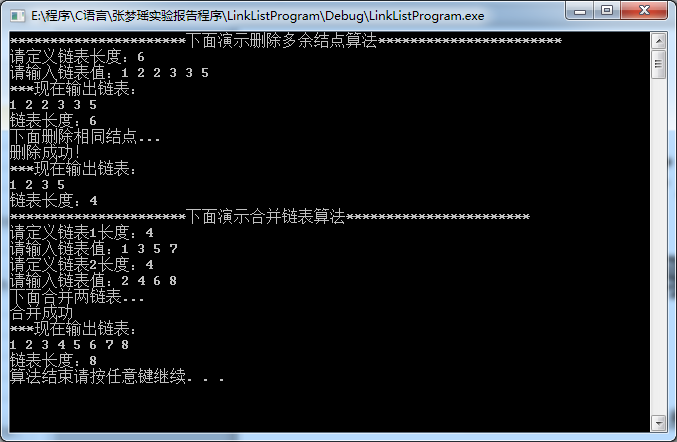 E:\程序\C语言\张梦瑶实验报告程序\LinkListProgram\Debug\LinkListProgram.exe
**********************下面演示删除多余结点算法***********************
请定义链表长度：6
请输入链表值：1 2 2 3 3 5
***现在输出链表：
1 2 2 3 3 5
链表长度：6
下面删除相同结点...
删除成功！
***现在输出链表：
1 2 3 5
链表长度：4
**********************下面演示合并链表算法***********************
请定义链表1长度：4
请输入链表值：1 3 5 7
请定义链表2长度：4
请输入链表值：2 4 6 8
下面合并两链表...
合并成功
***现在输出链表：
1 2 3 4 5 6 7 8
链表长度：8
算法结束请按任意键继续. . .